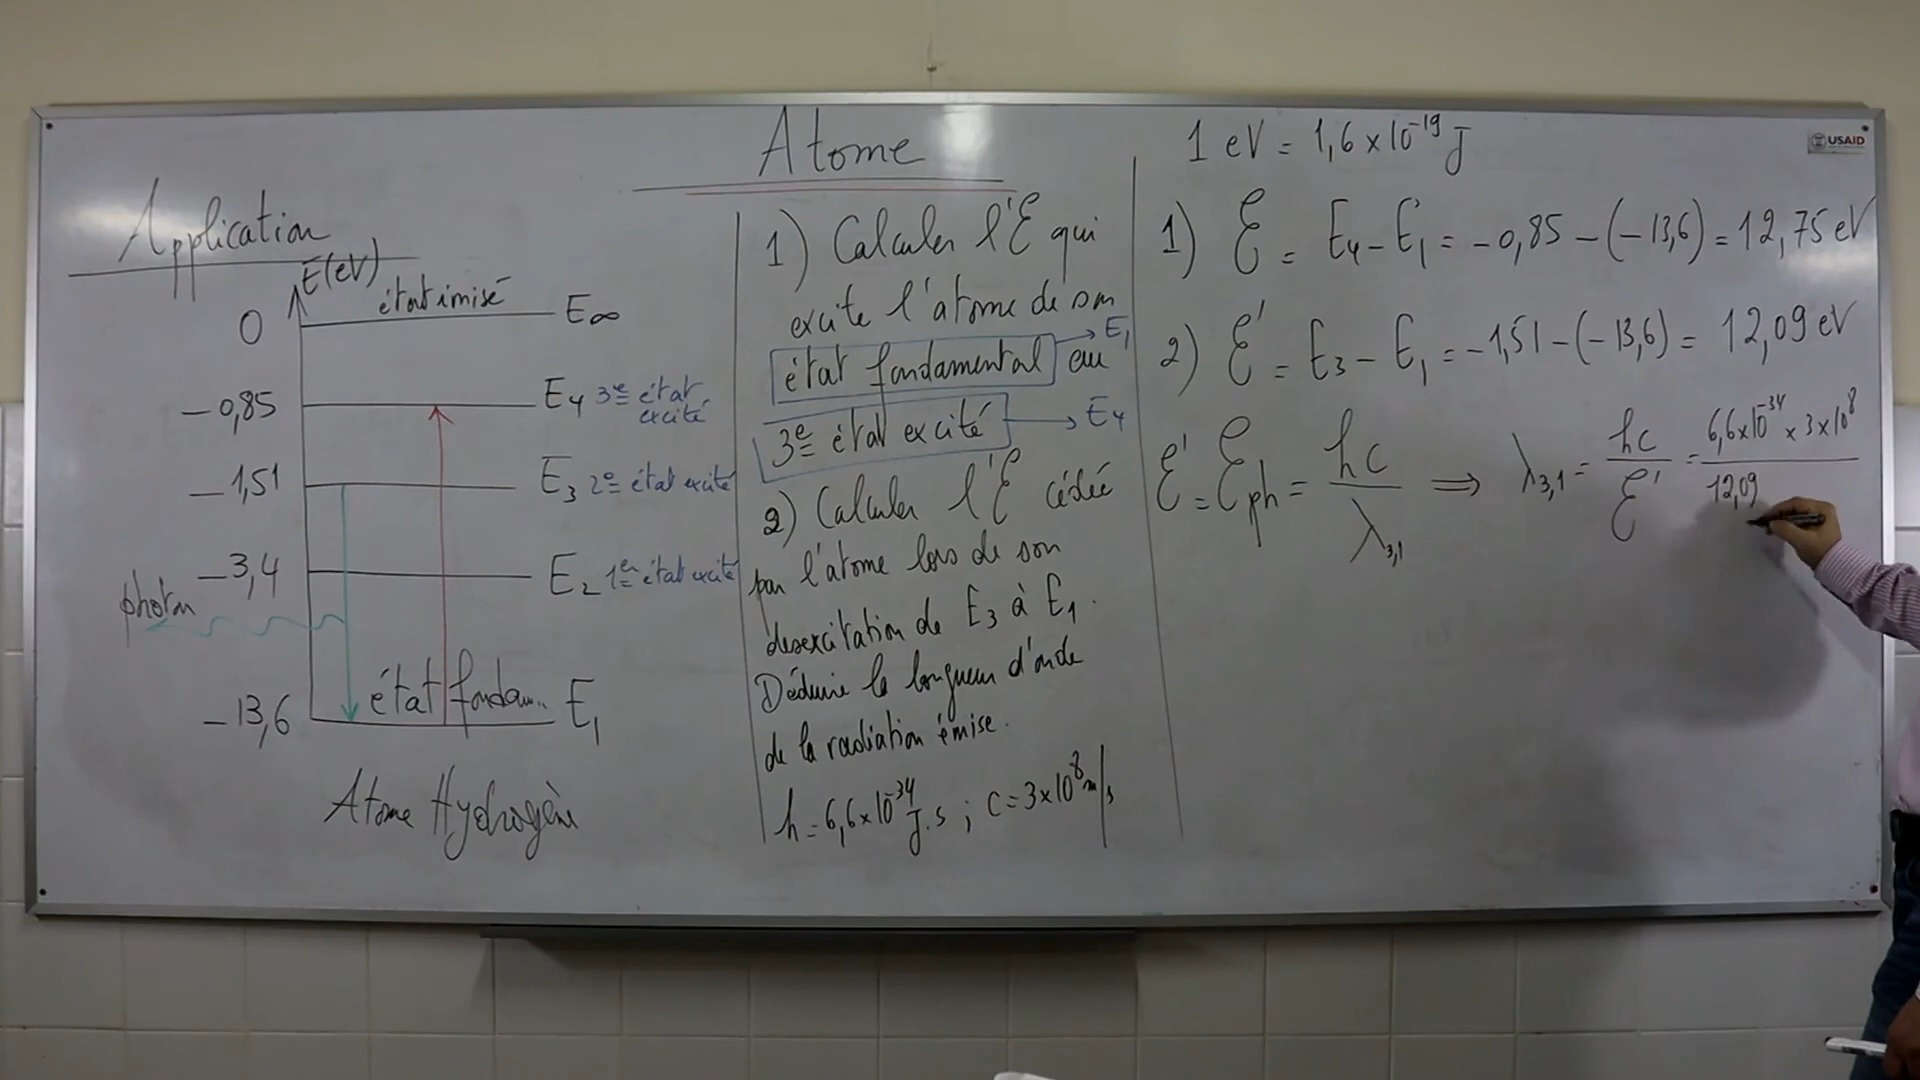 Atome
USAID
Application
E(eV)
0 état ionisé E∞
-0,85 E4 3e état excité
-1,51 E3 2e état excité
-3,4 E2 1er état excité
photon
-13,6 état fondam.. E1
Atome Hydrogène
1) Calculer l'E qui
excite l'atome de son
état fondamental au → E1
3e état excité → E4
2) Calculer l'E cédée
par l'atome lors de son
desexcitation de E3 à E1.
Déduire la longueur d'onde
de la radiation émise.
h = 6,6×10^-34 J.s ; C = 3×10^8 m/s
1 eV = 1,6×10^-19 J
1) E = E4 - E1 = -0,85 - (-13,6) = 12,75 eV
2) E' = E3 - E1 = -1,51 - (-13,6) = 12,09 eV
E' = Eph = hc/λ3,1 ⇒ λ3,1 = hc/E' = 6,6×10^-34 × 3×10^8 / 12,09